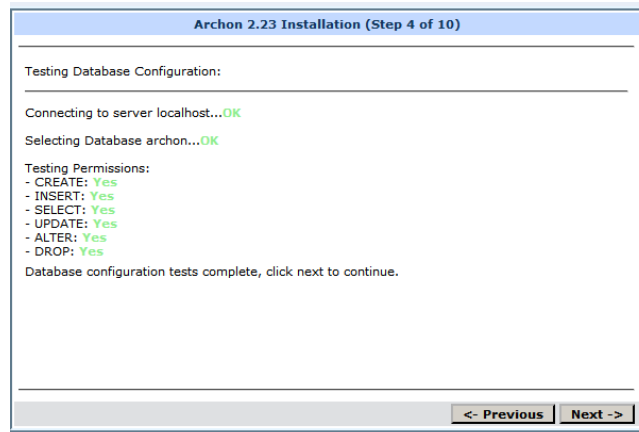 Archon 2.23 Installation (Step 4 of 10)
Testing Database Configuration:
Connecting to server localhost...OK
Selecting Database archon...OK
Testing Permissions:
- CREATE: Yes
- INSERT: Yes
- SELECT: Yes
- UPDATE: Yes
- ALTER: Yes
- DROP: Yes
Database configuration tests complete, click next to continue.
<- Previous Next ->